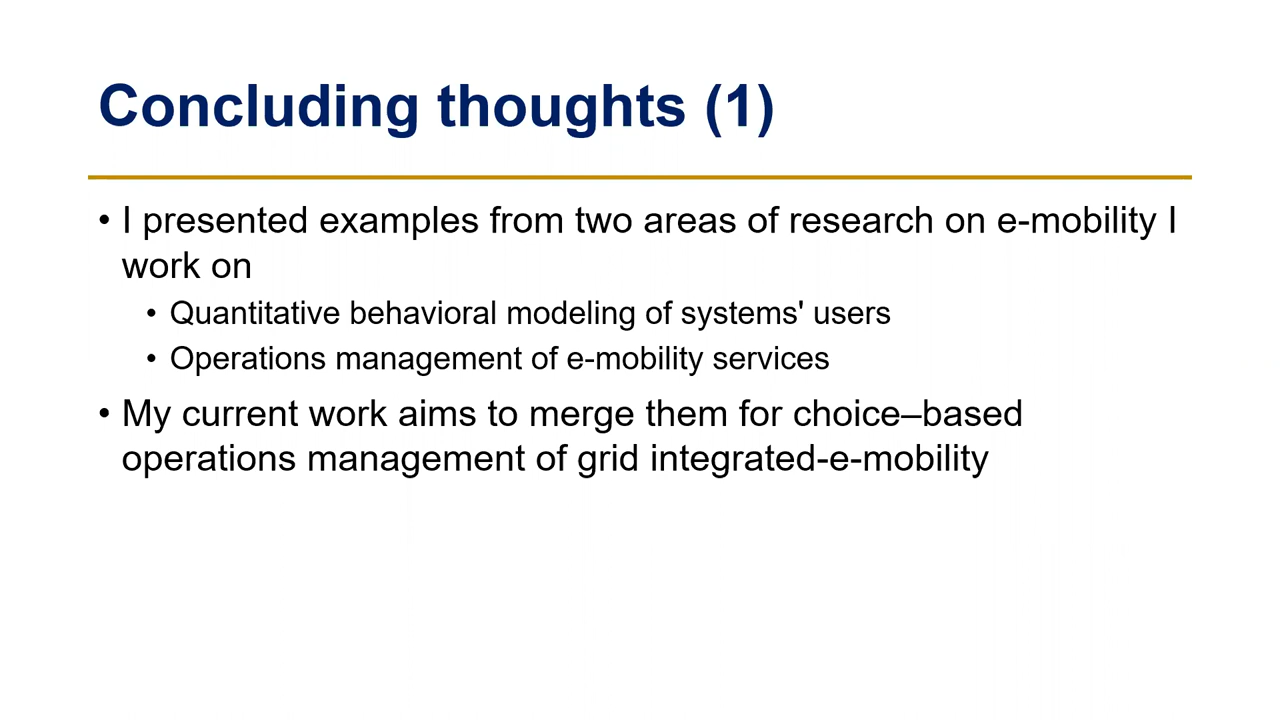 Concluding thoughts (1)
• I presented examples from two areas of research on e-mobility I
work on
• Quantitative behavioral modeling of systems' users
• Operations management of e-mobility services
• My current work aims to merge them for choice–based
operations management of grid integrated-e-mobility